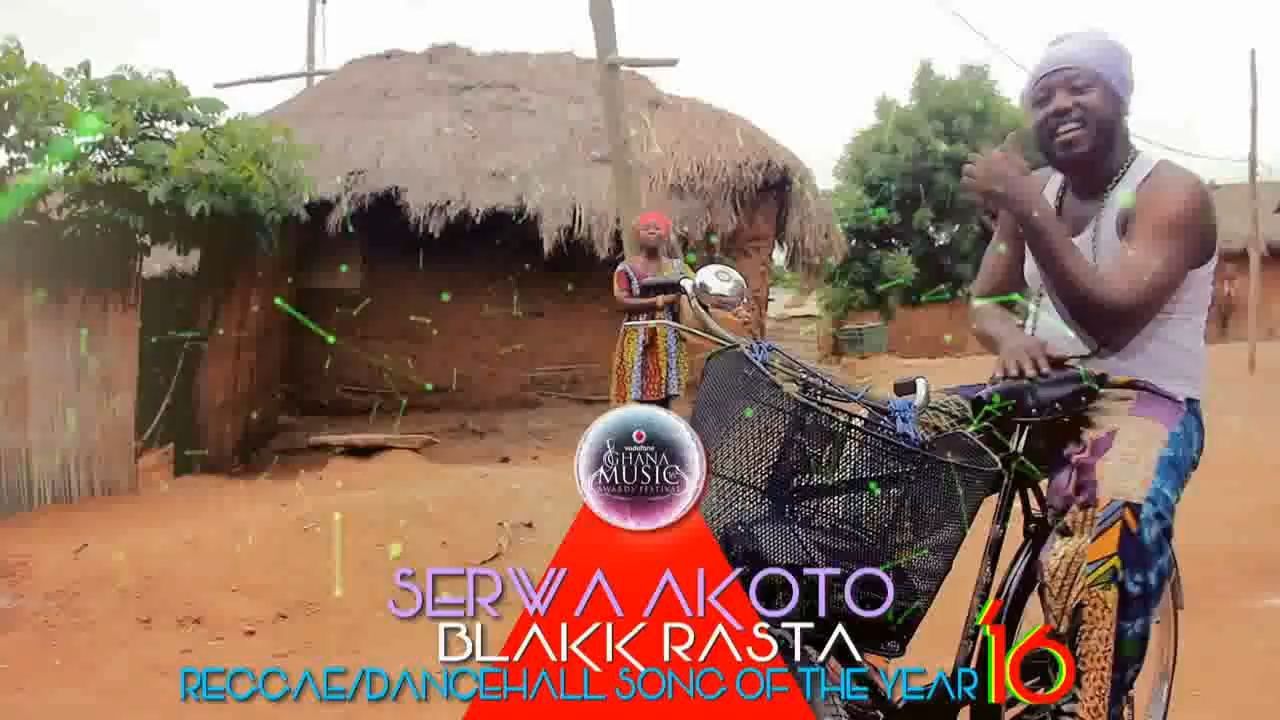 vodafone
GHANA
MUSIC
AWARDS FESTIVAL
SERWA AKOTO
BLAKK RASTA
REGGAE/DANCEHALL SONG OF THE YEAR '16